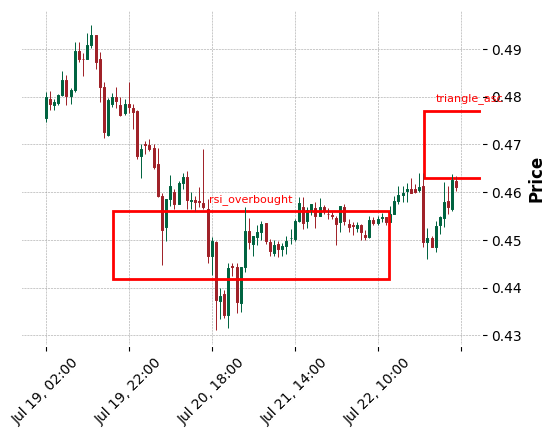 0.49
triangle_asc
0.48
0.47
rsi_overbought
0.46
0.45
0.44
0.43
Price
Jul 19, 02:00
Jul 19, 22:00
Jul 20, 18:00
Jul 21, 14:00
Jul 22, 10:00